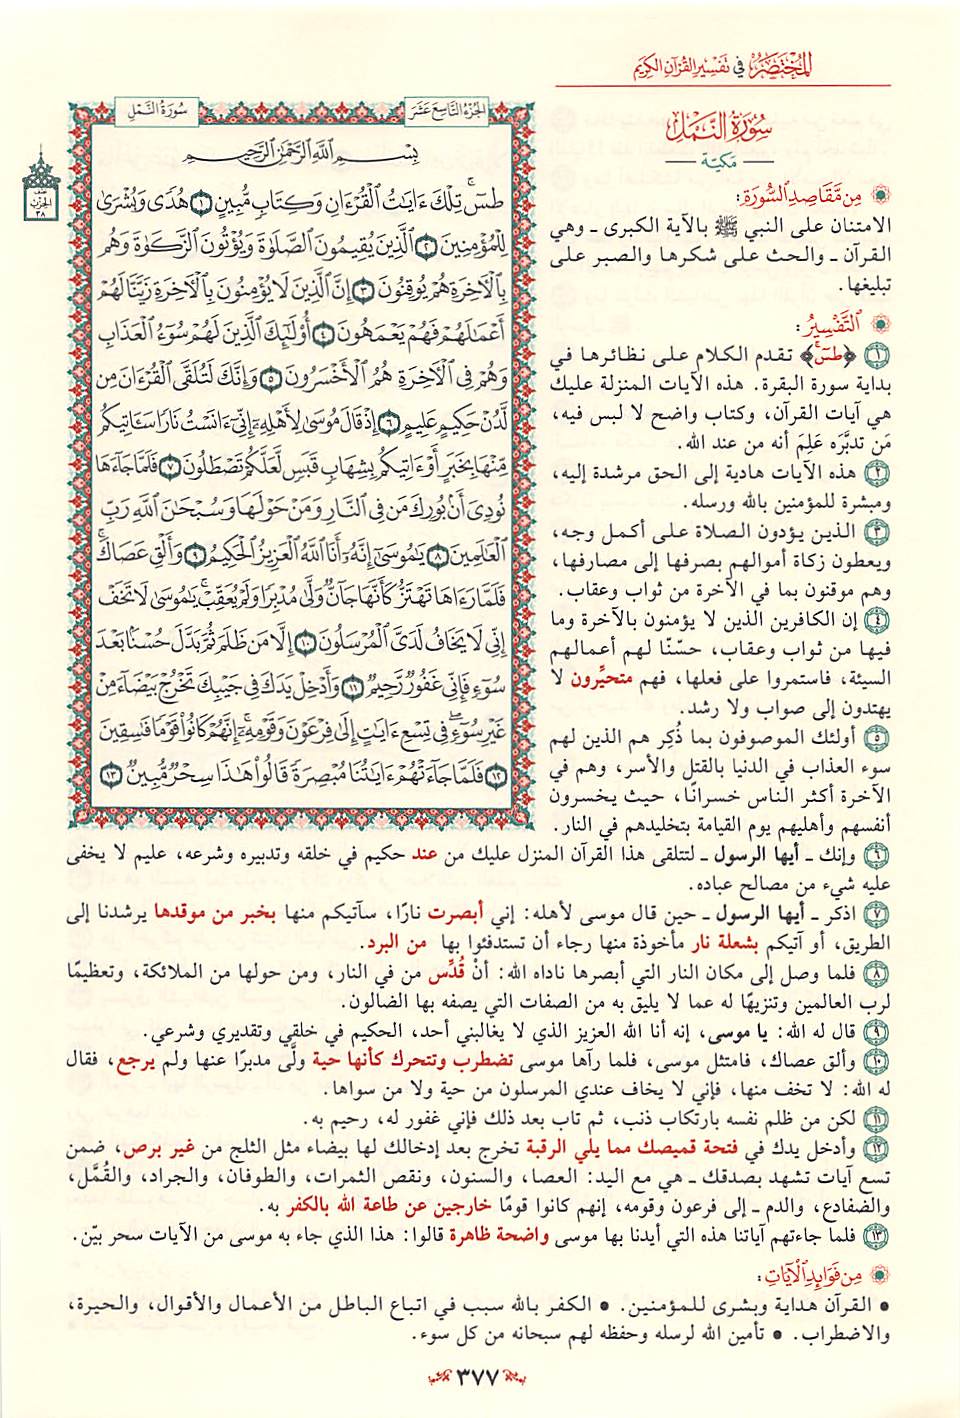 المختصر في تفسير القرآن الكريم
الجزء التاسع عشر
سورة النمل
بِسْمِ اللَّهِ الرَّحْمَٰنِ الرَّحِيمِ
طسٓ ۚ تِلْكَ ءَايَٰتُ ٱلْقُرْءَانِ وَكِتَابٍ مُّبِينٍ ١ هُدًى وَبُشْرَىٰ
لِلْمُؤْمِنِينَ ٢ ٱلَّذِينَ يُقِيمُونَ ٱلصَّلَوٰةَ وَيُؤْتُونَ ٱلزَّكَوٰةَ وَهُم
بِٱلْءَاخِرَةِ هُمْ يُوقِنُونَ ٣ إِنَّ ٱلَّذِينَ لَا يُؤْمِنُونَ بِٱلْءَاخِرَةِ زَيَّنَّا لَهُمْ
أَعْمَٰلَهُمْ فَهُمْ يَعْمَهُونَ ٤ أُو۟لَٰٓئِكَ ٱلَّذِينَ لَهُمْ سُوٓءُ ٱلْعَذَابِ
وَهُمْ فِى ٱلْءَاخِرَةِ هُمُ ٱلْأَخْسَرُونَ ٥ وَإِنَّكَ لَتُلَقَّى ٱلْقُرْءَانَ مِن
لَّدُنْ حَكِيمٍ عَلِيمٍ ٦ إِذْ قَالَ مُوسَىٰ لِأَهْلِهِۦٓ إِنِّىٓ ءَانَسْتُ نَارًا سَـَٔاتِيكُم
مِّنْهَا بِخَبَرٍ أَوْ ءَاتِيكُم بِشِهَابٍ قَبَسٍ لَّعَلَّكُمْ تَصْطَلُونَ ٧ فَلَمَّا جَآءَهَا
نُودِىَ أَنۢ بُورِكَ مَن فِى ٱلنَّارِ وَمَنْ حَوْلَهَا وَسُبْحَٰنَ ٱللَّهِ رَبِّ
ٱلْعَٰلَمِينَ ٨ يَٰمُوسَىٰٓ إِنَّهُۥٓ أَنَا ٱللَّهُ ٱلْعَزِيزُ ٱلْحَكِيمُ ٩ وَأَلْقِ عَصَاكَ ۚ
فَلَمَّا رَءَاهَا تَهْتَزُّ كَأَنَّهَا جَآنٌّ وَلَّىٰ مُدْبِرًا وَلَمْ يُعَقِّبْ ۚ يَٰمُوسَىٰ لَا تَخَفْ
إِنِّى لَا يَخَافُ لَدَىَّ ٱلْمُرْسَلُونَ ١٠ إِلَّا مَن ظَلَمَ ثُمَّ بَدَّلَ حُسْنًۢا بَعْدَ
سُوٓءٍ فَإِنِّى غَفُورٌ رَّحِيمٌ ١١ وَأَدْخِلْ يَدَكَ فِى جَيْبِكَ تَخْرُجْ بَيْضَآءَ مِنْ
غَيْرِ سُوٓءٍ ۖ فِى تِسْعِ ءَايَٰتٍ إِلَىٰ فِرْعَوْنَ وَقَوْمِهِۦٓ ۚ إِنَّهُمْ كَانُوا۟ قَوْمًا فَٰسِقِينَ
١٢ فَلَمَّا جَآءَتْهُمْ ءَايَٰتُنَا مُبْصِرَةً قَالُوا۟ هَٰذَا سِحْرٌ مُّبِينٌ ١٣
نصف
الحزب
٣٨
سورة النمل
مكية
من مقاصد السورة:
الامتنان على النبي ﷺ بالآية الكبرى ـ وهي
القرآن ـ والحث على شكرها والصبر على
تبليغها.
التفسير:
١ ﴿طسٓ ۚ﴾ تقدم الكلام على نظائرها في
بداية سورة البقرة. هذه الآيات المنزلة عليك
هي آيات القرآن، وكتاب واضح لا لبس فيه،
مَن تدبَّره عَلِمَ أنه من عند الله.
٢ هذه الآيات هادية إلى الحق مرشدة إليه،
ومبشرة للمؤمنين بالله ورسله.
٣ الذين يؤدون الصلاة على أكمل وجه،
ويعطون زكاة أموالهم بصرفها إلى مصارفها،
وهم موقنون بما في الآخرة من ثواب وعقاب.
٤ إن الكافرين الذين لا يؤمنون بالآخرة وما
فيها من ثواب وعقاب، حسّنّا لهم أعمالهم
السيئة، فاستمروا على فعلها، فهم متحيِّرون لا
يهتدون إلى صواب ولا رشد.
٥ أولئك الموصوفون بما ذُكِر هم الذين لهم
سوء العذاب في الدنيا بالقتل والأسر، وهم في
الآخرة أكثر الناس خسرانًا، حيث يخسرون
أنفسهم وأهليهم يوم القيامة بتخليدهم في النار.
٦ وإنك ـ أيها الرسول ـ لتتلقى هذا القرآن المنزل عليك من عند حكيم في خلقه وتدبيره وشرعه، عليم لا يخفى
عليه شيء من مصالح عباده.
٧ اذكر ـ أيها الرسول ـ حين قال موسى لأهله: إني أبصرت نارًا، سآتيكم منها بخبر من موقدها يرشدنا إلى
الطريق، أو آتيكم بشعلة نار مأخوذة منها رجاء أن تستدفئوا بها من البرد.
٨ فلما وصل إلى مكان النار التي أبصرها ناداه الله: أنْ قُدِّس من في النار، ومن حولها من الملائكة، وتعظيمًا
لرب العالمين وتنزيهًا له عما لا يليق به من الصفات التي يصفه بها الضالون.
٩ قال له الله: يا موسى، إنه أنا الله العزيز الذي لا يغالبني أحد، الحكيم في خلقي وتقديري وشرعي.
١٠ وألق عصاك، فامتثل موسى، فلما رآها موسى تضطرب وتتحرك كأنها حية ولَّى مدبرًا عنها ولم يرجع، فقال
له الله: لا تخف منها، فإني لا يخاف عندي المرسلون من حية ولا من سواها.
١١ لكن من ظلم نفسه بارتكاب ذنب، ثم تاب بعد ذلك فإني غفور له، رحيم به.
١٢ وأدخل يدك في فتحة قميصك مما يلي الرقبة تخرج بعد إدخالك لها بيضاء مثل الثلج من غير برص، ضمن
تسع آيات تشهد بصدقك ـ هي مع اليد: العصا، والسنون، ونقص الثمرات، والطوفان، والجراد، والقُمَّل،
والضفادع، والدم ـ إلى فرعون وقومه، إنهم كانوا قومًا خارجين عن طاعة الله بالكفر به.
١٣ فلما جاءتهم آياتنا هذه التي أيدنا بها موسى واضحة ظاهرة قالوا: هذا الذي جاء به موسى من الآيات سحر بيّن.
من فوائد الآيات:
• القرآن هداية وبشرى للمؤمنين. • الكفر بالله سبب في اتباع الباطل من الأعمال والأقوال، والحيرة،
والاضطراب. • تأمين الله لرسله وحفظه لهم سبحانه من كل سوء.
٣٧٧